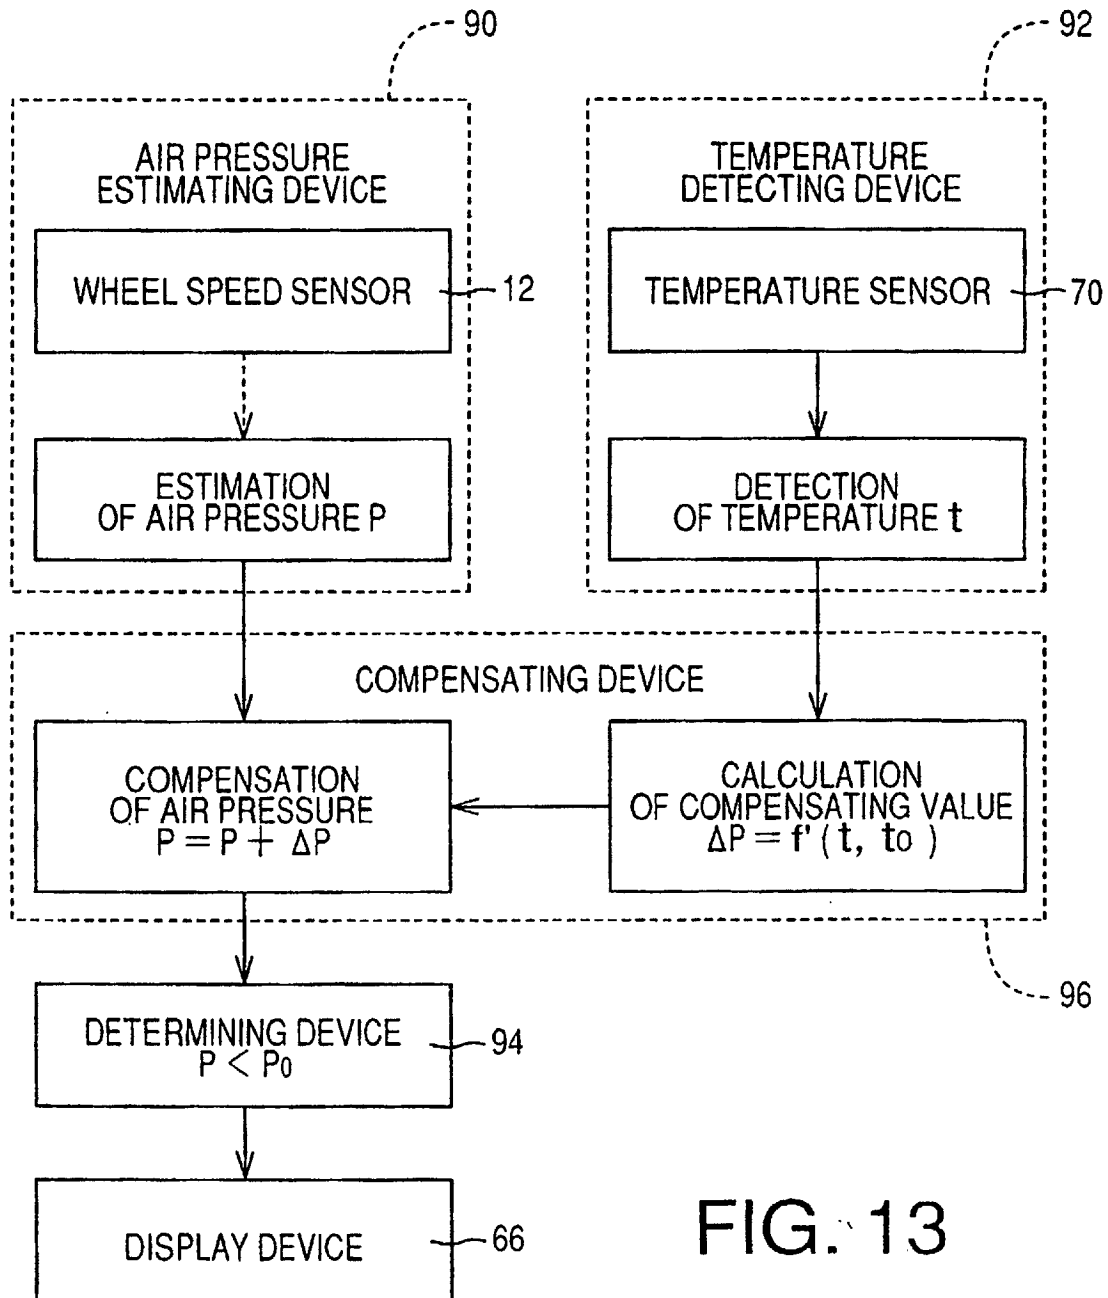 90
92
AIR PRESSURE
ESTIMATING DEVICE
WHEEL SPEED SENSOR
12
ESTIMATION
OF AIR PRESSURE P
TEMPERATURE
DETECTING DEVICE
TEMPERATURE SENSOR
70
DETECTION
OF TEMPERATURE t
COMPENSATING DEVICE
COMPENSATION
OF AIR PRESSURE
P = P + ΔP
CALCULATION
OF COMPENSATING VALUE
ΔP = f' (t, t0)
96
DETERMINING DEVICE
P < P0
94
DISPLAY DEVICE
66
FIG. 13